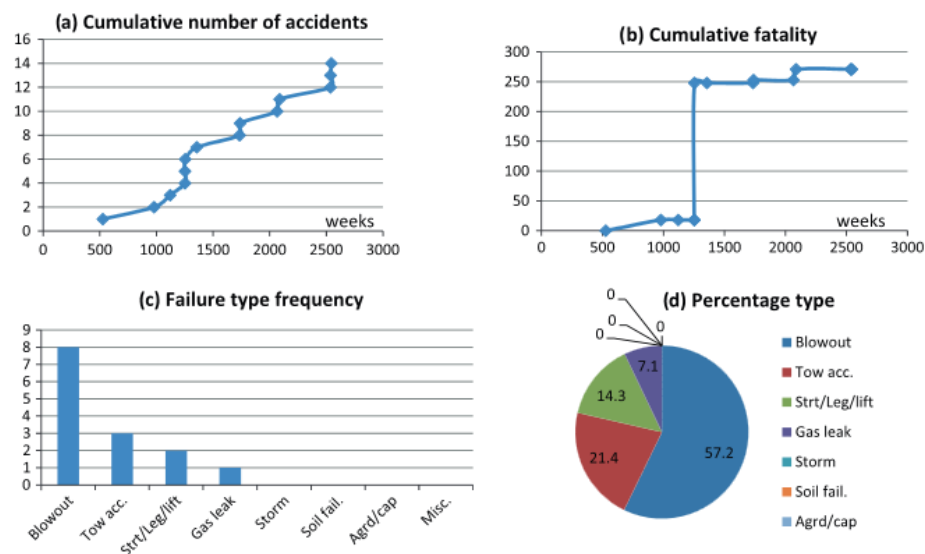 (a) Cumulative number of accidents
16
14
12
10
8
6
4
2
0
weeks
0 500 1000 1500 2000 2500 3000
(b) Cumulative fatality
300
250
200
150
100
50
0
weeks
0 500 1000 1500 2000 2500 3000
(c) Failure type frequency
9
8
7
6
5
4
3
2
1
0
Blowout
Tow acc.
Strt/Leg/lift
Gas leak
Storm
Soil fail.
Agrd/cap
Misc.
(d) Percentage type
0
0
0
0
7.1
14.3
21.4
57.2
Blowout
Tow acc.
Strt/Leg/lift
Gas leak
Storm
Soil fail.
Agrd/cap